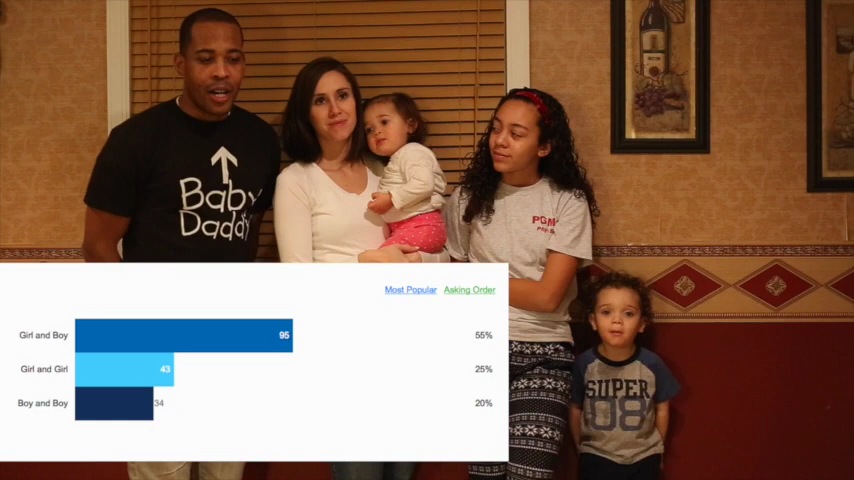 Baby
Daddy
PGM
SUPER
08
Most Popular Asking Order
Girl and Boy 95 55%
Girl and Girl 43 25%
Boy and Boy 34 20%